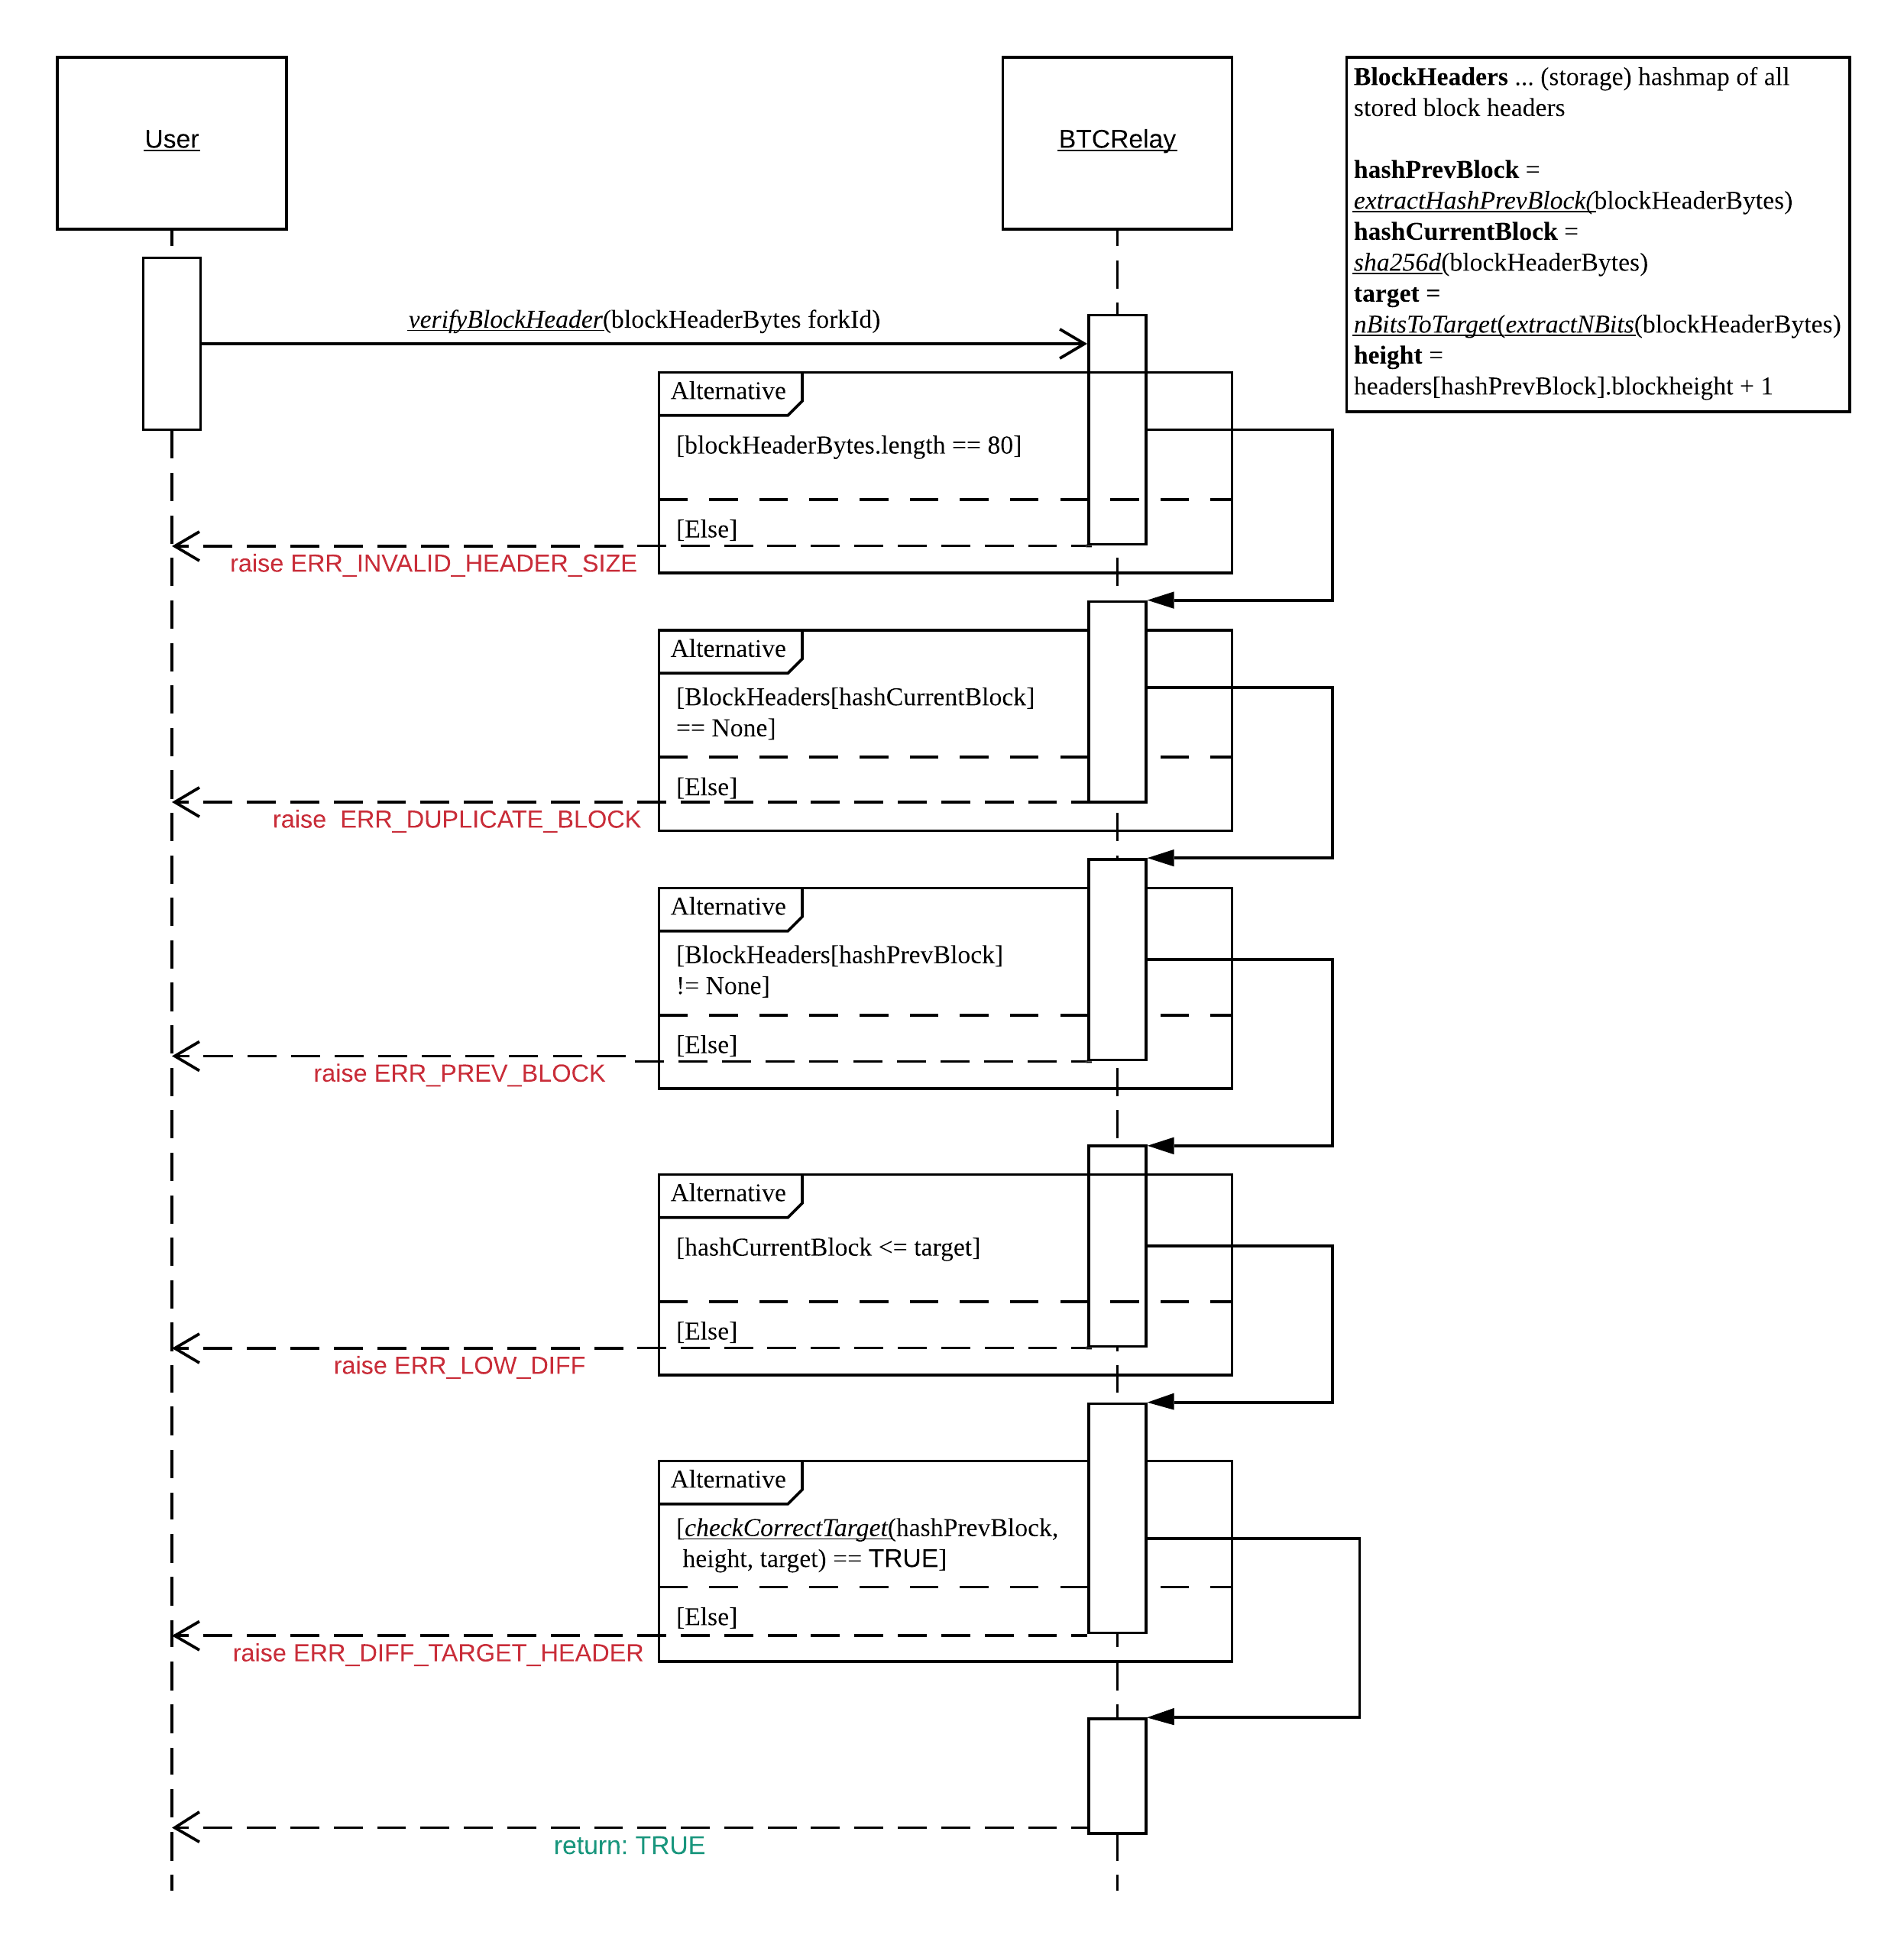 User
BTCRelay
BlockHeaders ... (storage) hashmap of all
stored block headers
hashPrevBlock =
extractHashPrevBlock(blockHeaderBytes)
hashCurrentBlock =
sha256d(blockHeaderBytes)
target =
nBitsToTarget(extractNBits(blockHeaderBytes)
height =
headers[hashPrevBlock].blockheight + 1
verifyBlockHeader(blockHeaderBytes forkId)
Alternative
[blockHeaderBytes.length == 80]
[Else]
raise ERR_INVALID_HEADER_SIZE
Alternative
[BlockHeaders[hashCurrentBlock]
== None]
[Else]
raise  ERR_DUPLICATE_BLOCK
Alternative
[BlockHeaders[hashPrevBlock]
!= None]
[Else]
raise ERR_PREV_BLOCK
Alternative
[hashCurrentBlock <= target]
[Else]
raise ERR_LOW_DIFF
Alternative
[checkCorrectTarget(hashPrevBlock,
height, target) == TRUE]
[Else]
raise ERR_DIFF_TARGET_HEADER
return: TRUE